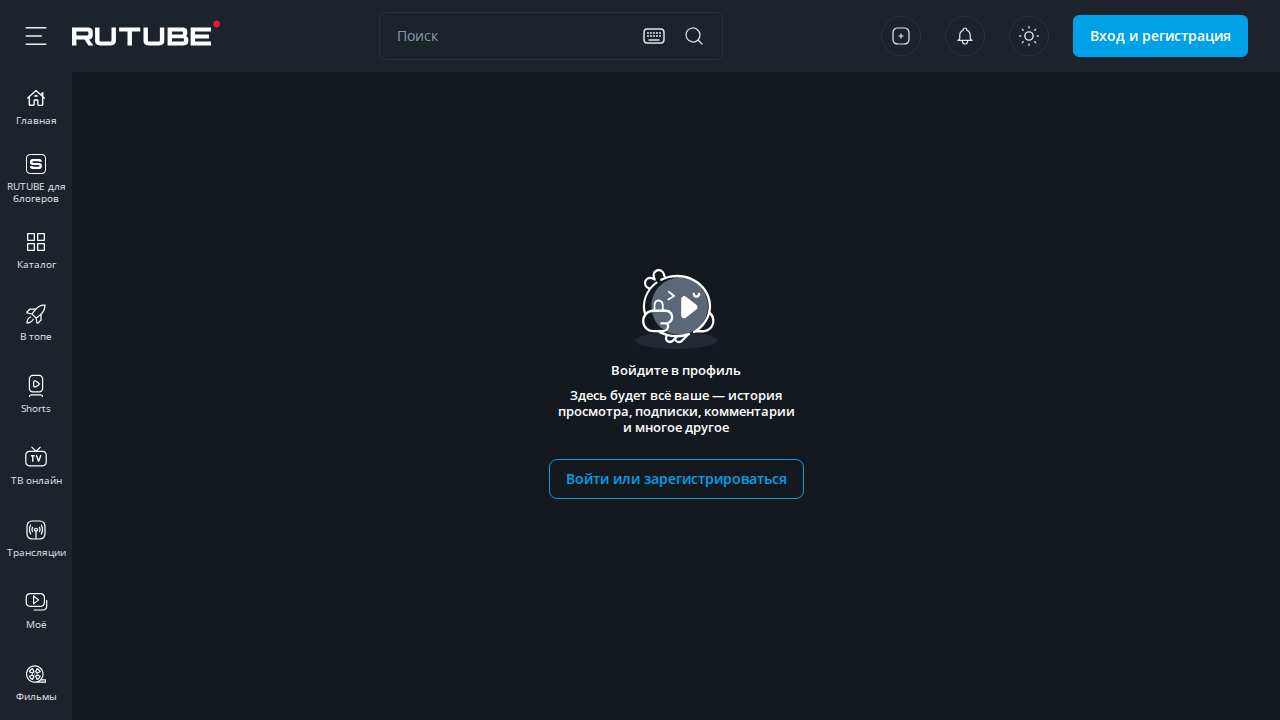 RUTUBE
Поиск
Вход и регистрация
Главная
RUTUBE для
блогеров
Каталог
В топе
Shorts
TV
ТВ онлайн
Трансляции
Моё
Фильмы
Войдите в профиль
Здесь будет всё ваше — история
просмотра, подписки, комментарии
и многое другое
Войти или зарегистрироваться